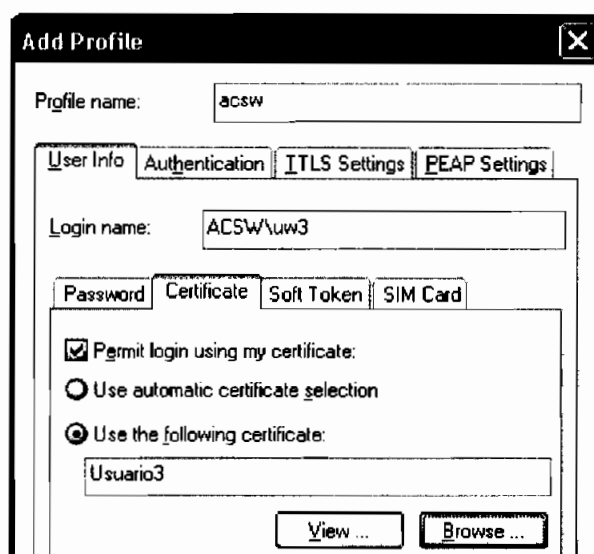 Add Profile
Profile name: acsw
User Info Authentication TTLS Settings PEAP Settings
Login name: ACSW\uw3
Password Certificate Soft Token SIM Card
Permit login using my certificate:
Use automatic certificate selection
Use the following certificate:
Usuario3
View ... Browse ...